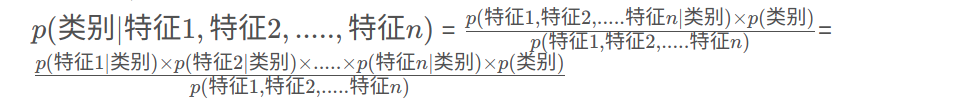 p(类别|特征1,特征2,.....,特征n) = p(特征1,特征2,.....特征n|类别)×p(类别) / p(特征1,特征2,.....特征n) =
p(特征1|类别)×p(特征2|类别)×.....×p(特征n|类别)×p(类别) / p(特征1,特征2,.....特征n)